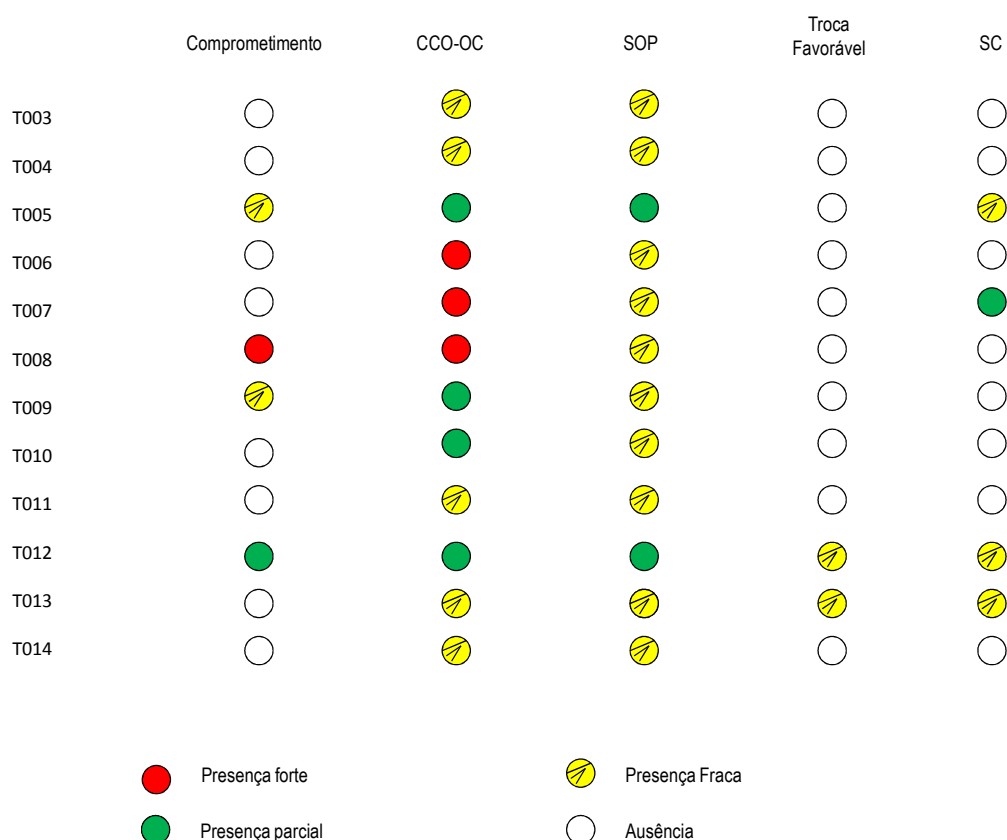 Comprometimento CCO-OC SOP Troca Favorável SC
T003
T004
T005
T006
T007
T008
T009
T010
T011
T012
T013
T014
Presença forte Presença Fraca
Presença parcial Ausência